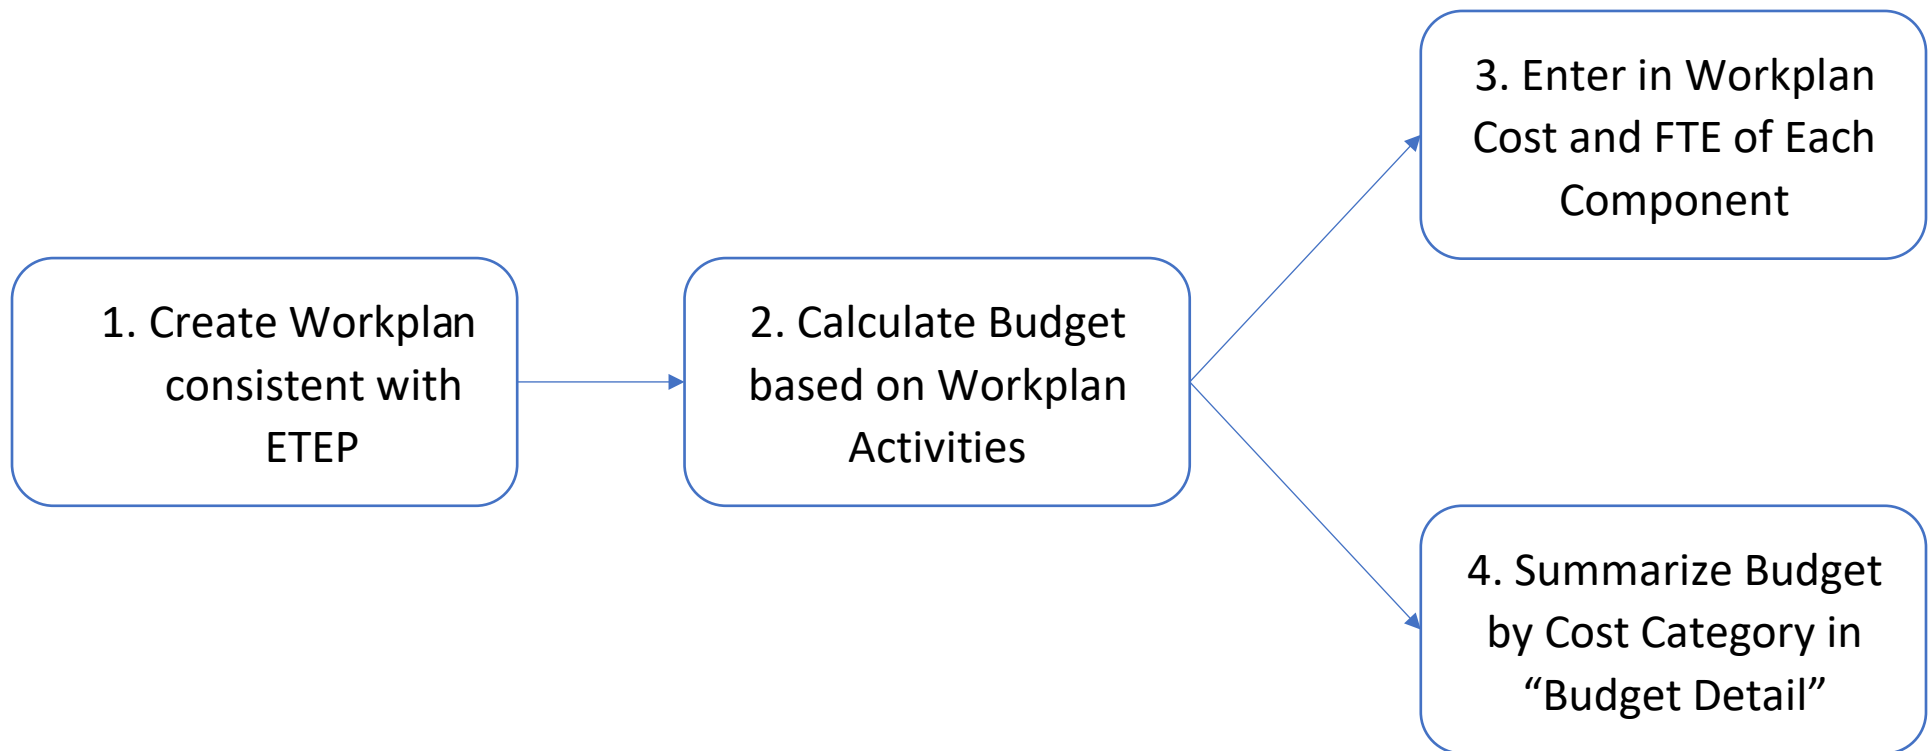 1. Create Workplan
consistent with
ETEP
2. Calculate Budget
based on Workplan
Activities
3. Enter in Workplan
Cost and FTE of Each
Component
4. Summarize Budget
by Cost Category in
“Budget Detail”